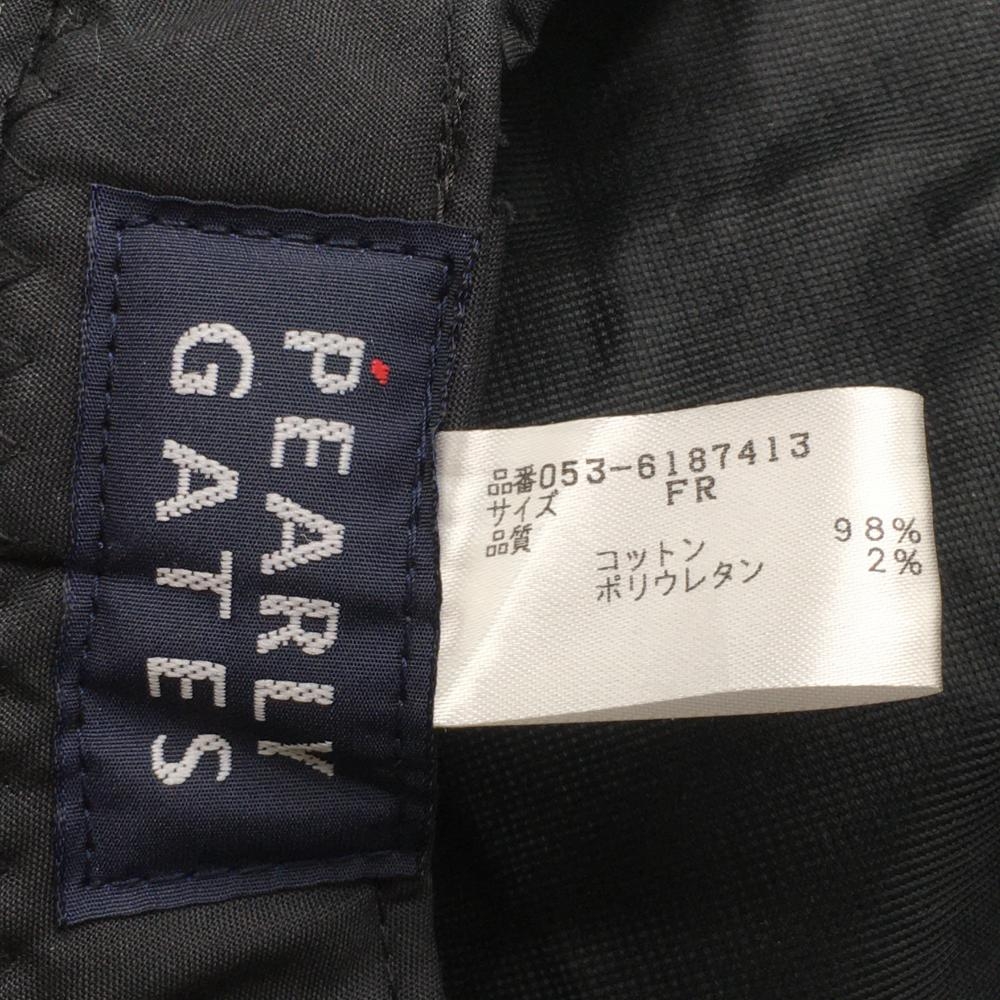 PEARLY
GATES
品番053-6187413
サイズ FR
品質
コットン 98%
ポリウレタン 2%